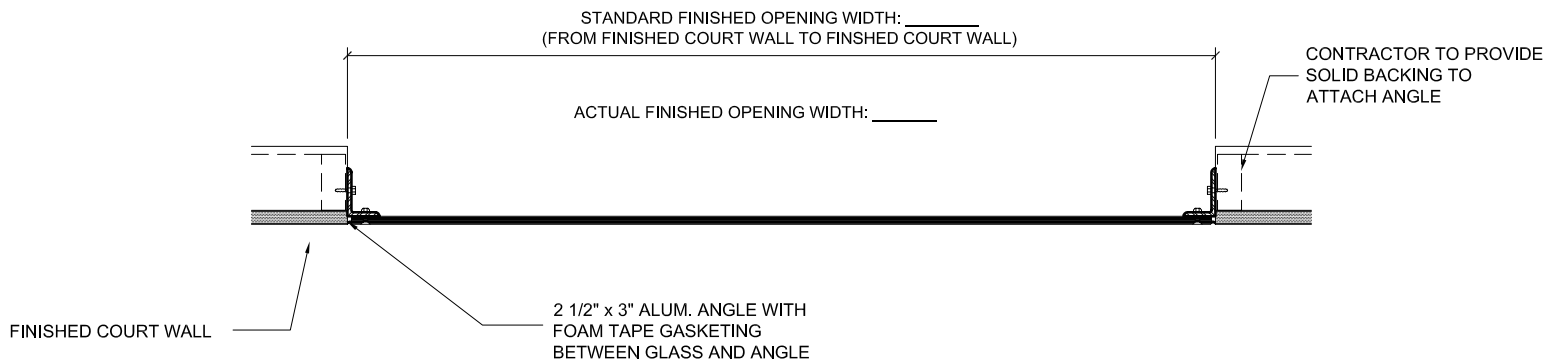 STANDARD FINISHED OPENING WIDTH: ______
(FROM FINISHED COURT WALL TO FINSHED COURT WALL)
CONTRACTOR TO PROVIDE
SOLID BACKING TO
ATTACH ANGLE
ACTUAL FINISHED OPENING WIDTH: ______
2 1/2" x 3" ALUM. ANGLE WITH
FOAM TAPE GASKETING
BETWEEN GLASS AND ANGLE
FINISHED COURT WALL